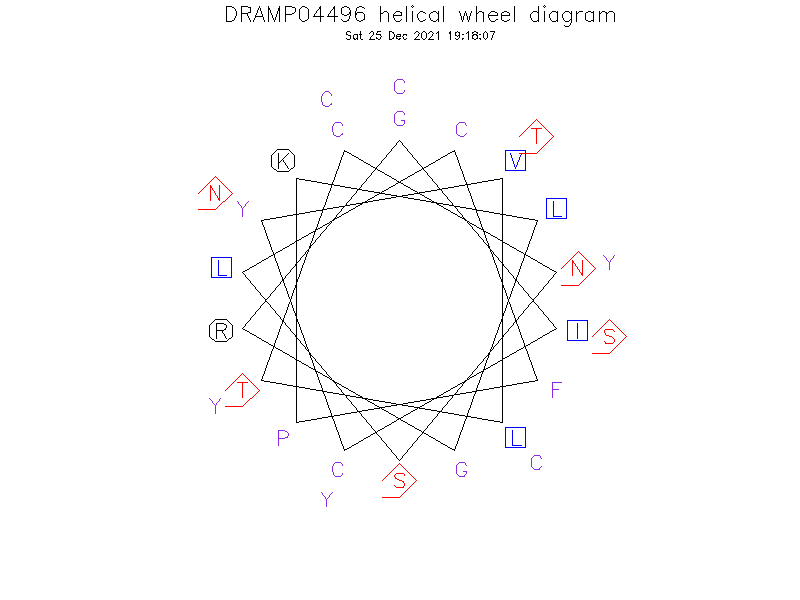 DRAMP04496 helical wheel diagram
Sat 25 Dec 2021 19:18:07
C
C
G
C
C
T
K
V
N
Y
L
L
N
Y
R
I
S
T
Y
F
P
L
C
C
G
S
Y